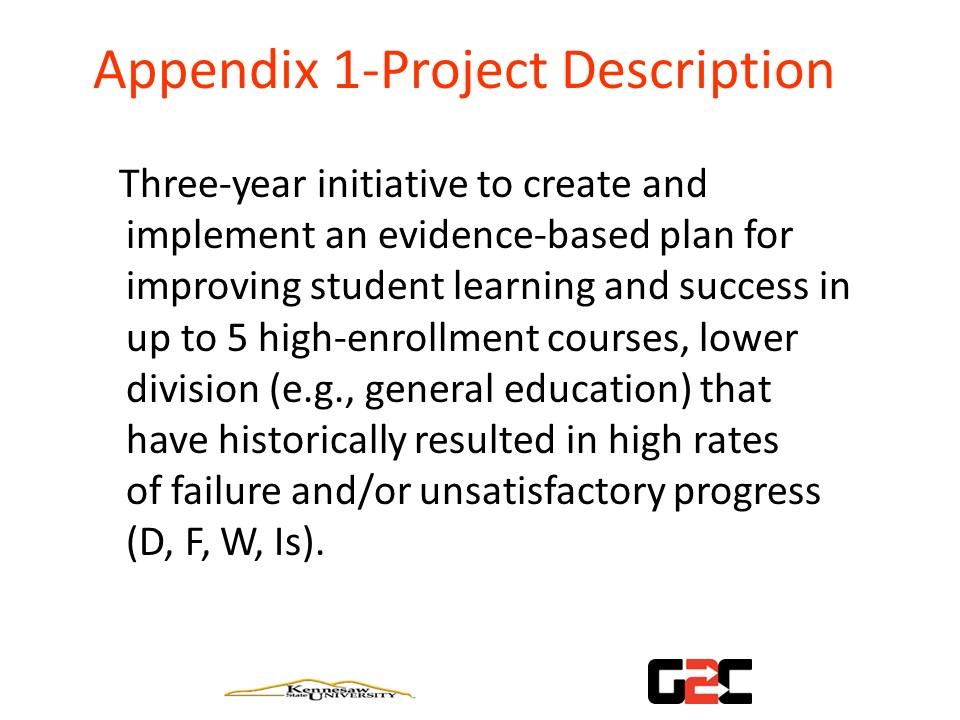 Appendix 1-Project Description
Three-year initiative to create and
implement an evidence-based plan for
improving student learning and success in
up to 5 high-enrollment courses, lower
division (e.g., general education) that
have historically resulted in high rates
of failure and/or unsatisfactory progress
(D, F, W, Is).
Kennesaw
State UNIVERSITY
G2C